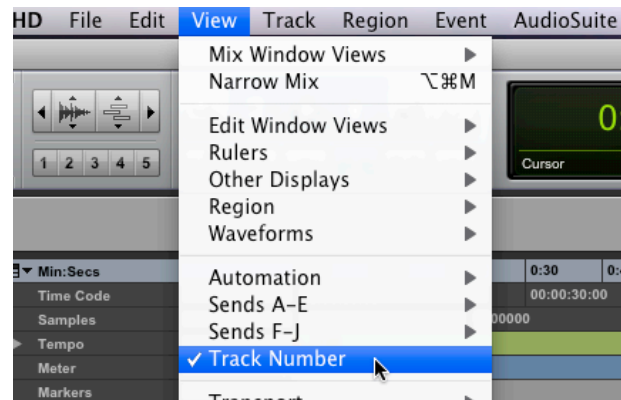 HD File Edit View Track Region Event AudioSuite
Mix Window Views
Narrow Mix ⌥⌘M
Edit Window Views
Rulers
Other Displays
Region
Waveforms
Automation
Sends A-E
Sends F-J
✓ Track Number
1 2 3 4 5
Cursor
0
Min:Secs
0:30
Time Code
00:00:30:00
Samples
Tempo
Meter
Markers